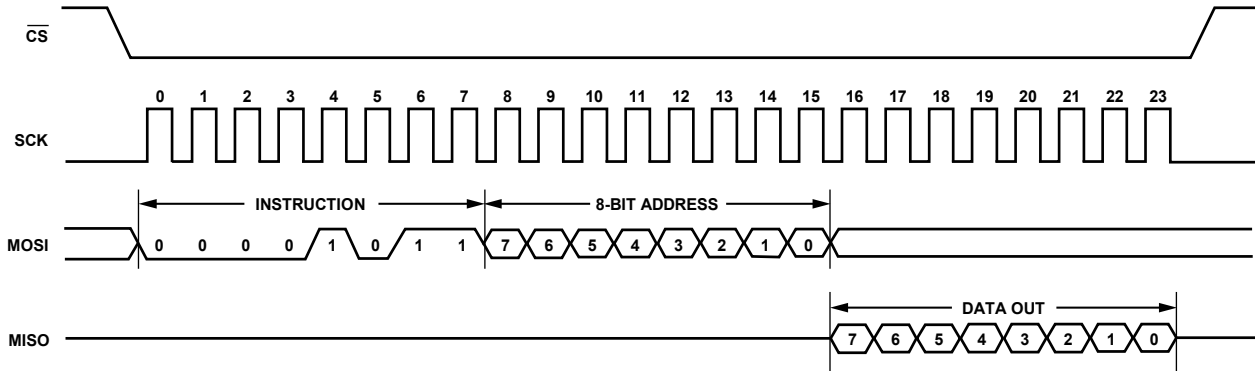 CS
0 1 2 3 4 5 6 7 8 9 10 11 12 13 14 15 16 17 18 19 20 21 22 23
SCK
INSTRUCTION 8-BIT ADDRESS
MOSI 0 0 0 0 1 0 1 1 7 6 5 4 3 2 1 0
DATA OUT
MISO 7 6 5 4 3 2 1 0